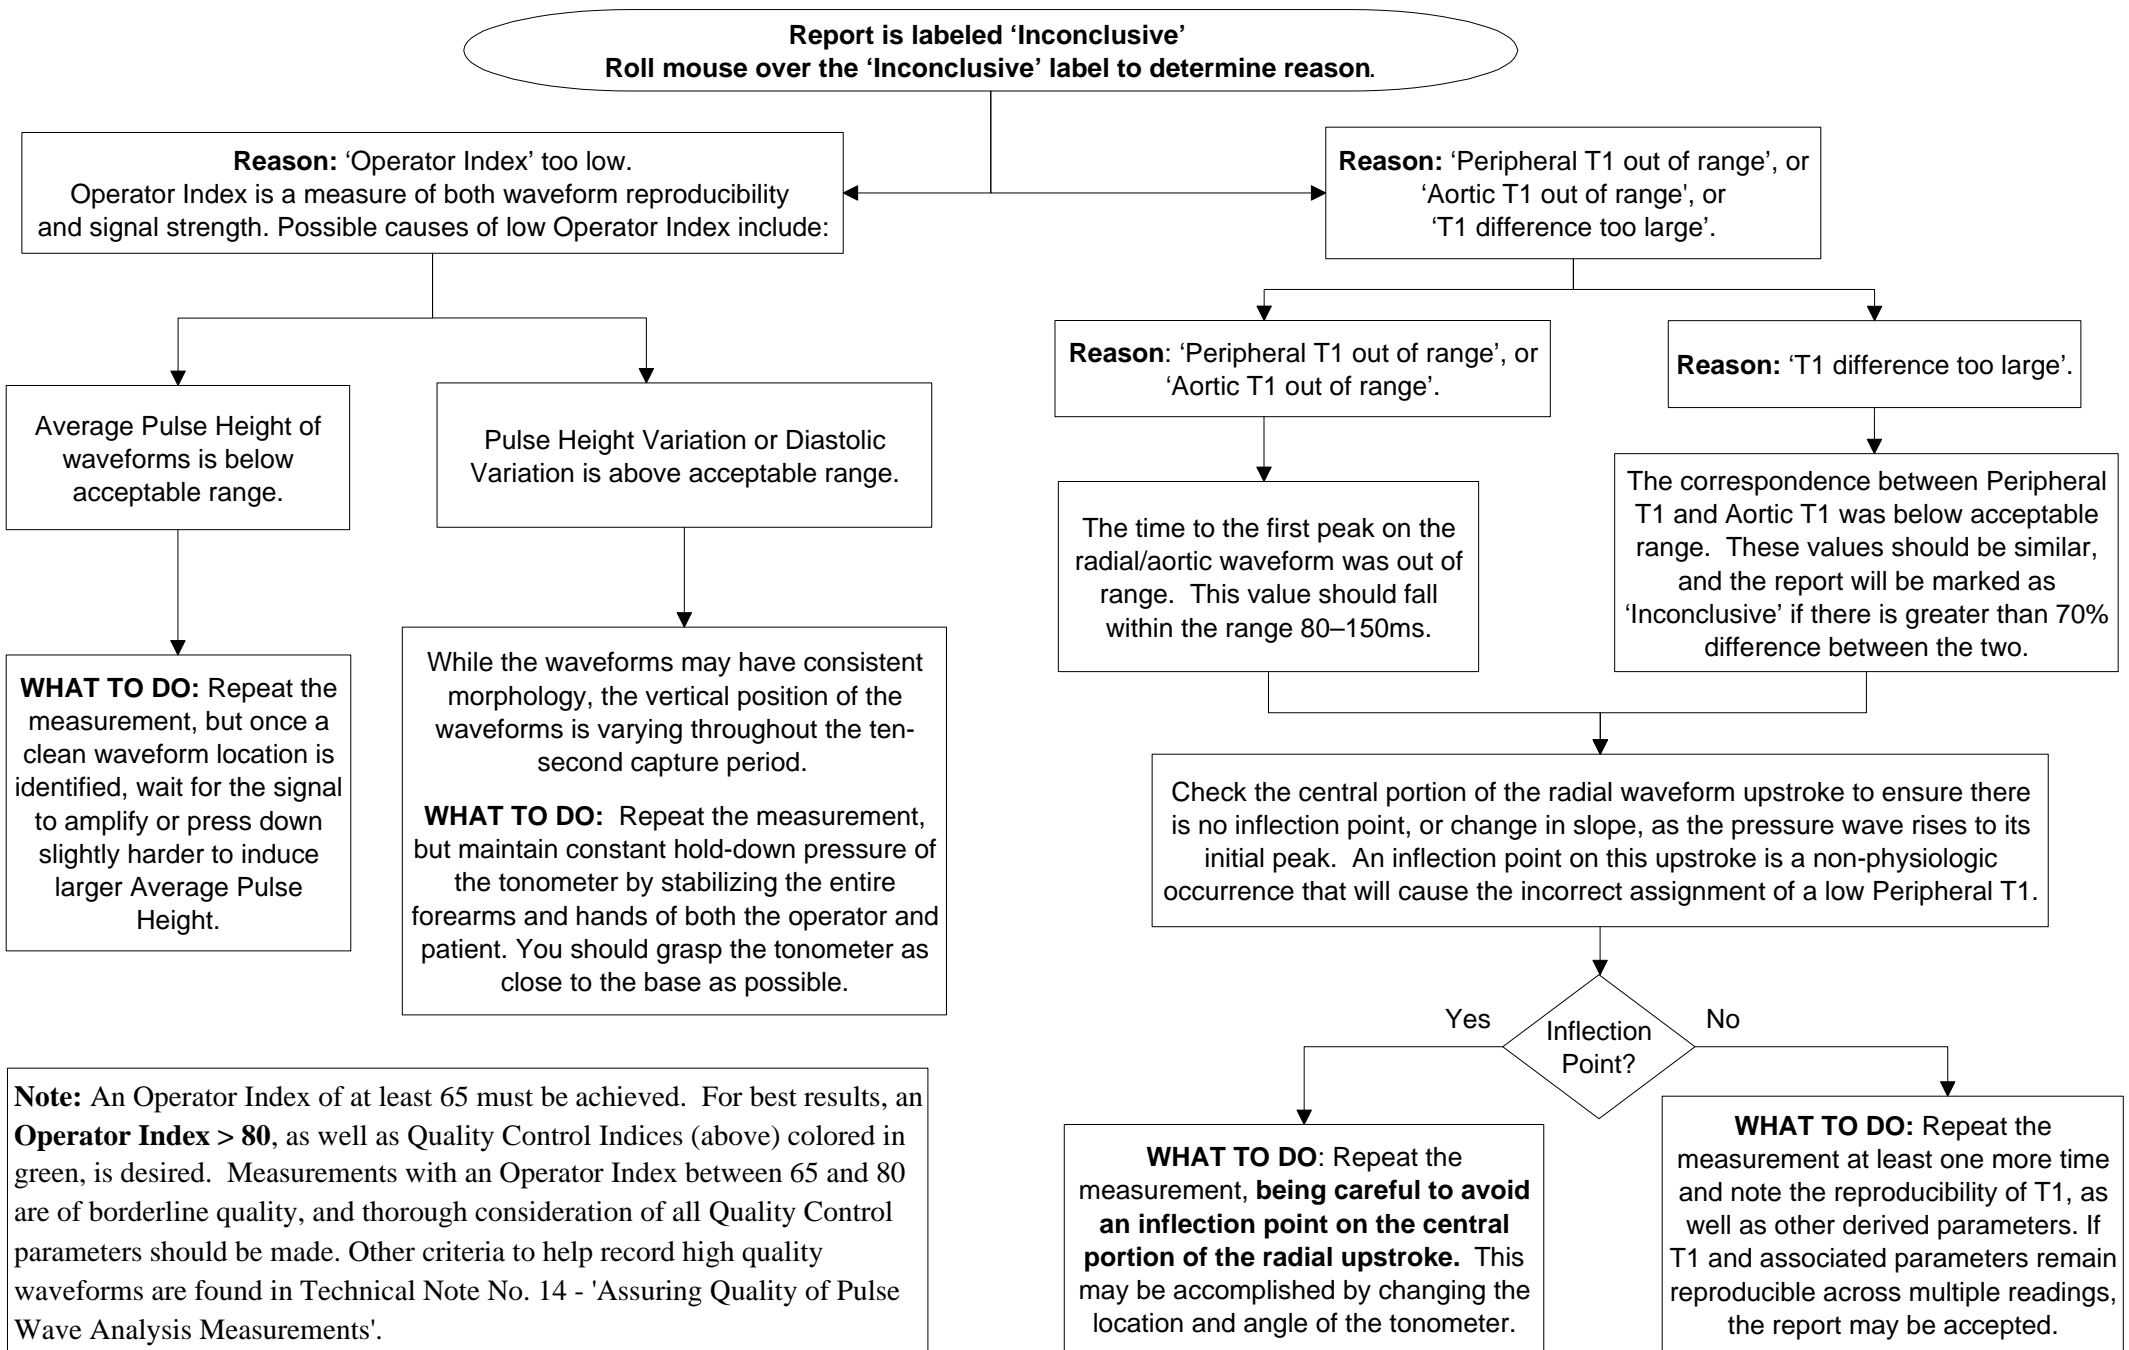 Report is labeled ‘Inconclusive’
Roll mouse over the ‘Inconclusive’ label to determine reason.
Reason: ‘Operator Index’ too low.
Operator Index is a measure of both waveform reproducibility
and signal strength. Possible causes of low Operator Index include:
Reason: ‘Peripheral T1 out of range’, or
‘Aortic T1 out of range', or
‘T1 difference too large’.
Average Pulse Height of
waveforms is below
acceptable range.
Pulse Height Variation or Diastolic
Variation is above acceptable range.
Reason: ‘Peripheral T1 out of range’, or
‘Aortic T1 out of range’.
Reason: ‘T1 difference too large’.
The time to the first peak on the
radial/aortic waveform was out of
range.  This value should fall
within the range 80–150ms.
The correspondence between Peripheral
T1 and Aortic T1 was below acceptable
range.  These values should be similar,
and the report will be marked as
‘Inconclusive’ if there is greater than 70%
difference between the two.
WHAT TO DO: Repeat the
measurement, but once a
clean waveform location is
identified, wait for the signal
to amplify or press down
slightly harder to induce
larger Average Pulse
Height.
While the waveforms may have consistent
morphology, the vertical position of the
waveforms is varying throughout the ten-
second capture period.
WHAT TO DO:  Repeat the measurement,
but maintain constant hold-down pressure of
the tonometer by stabilizing the entire
forearms and hands of both the operator and
patient. You should grasp the tonometer as
close to the base as possible.
Check the central portion of the radial waveform upstroke to ensure there
is no inflection point, or change in slope, as the pressure wave rises to its
initial peak.  An inflection point on this upstroke is a non-physiologic
occurrence that will cause the incorrect assignment of a low Peripheral T1.
Yes
Inflection
Point?
No
Note: An Operator Index of at least 65 must be achieved.  For best results, an
Operator Index > 80, as well as Quality Control Indices (above) colored in
green, is desired.  Measurements with an Operator Index between 65 and 80
are of borderline quality, and thorough consideration of all Quality Control
parameters should be made. Other criteria to help record high quality
waveforms are found in Technical Note No. 14 - 'Assuring Quality of Pulse
Wave Analysis Measurements'.
WHAT TO DO: Repeat the
measurement, being careful to avoid
an inflection point on the central
portion of the radial upstroke.  This
may be accomplished by changing the
location and angle of the tonometer.
WHAT TO DO: Repeat the
measurement at least one more time
and note the reproducibility of T1, as
well as other derived parameters. If
T1 and associated parameters remain
reproducible across multiple readings,
the report may be accepted.